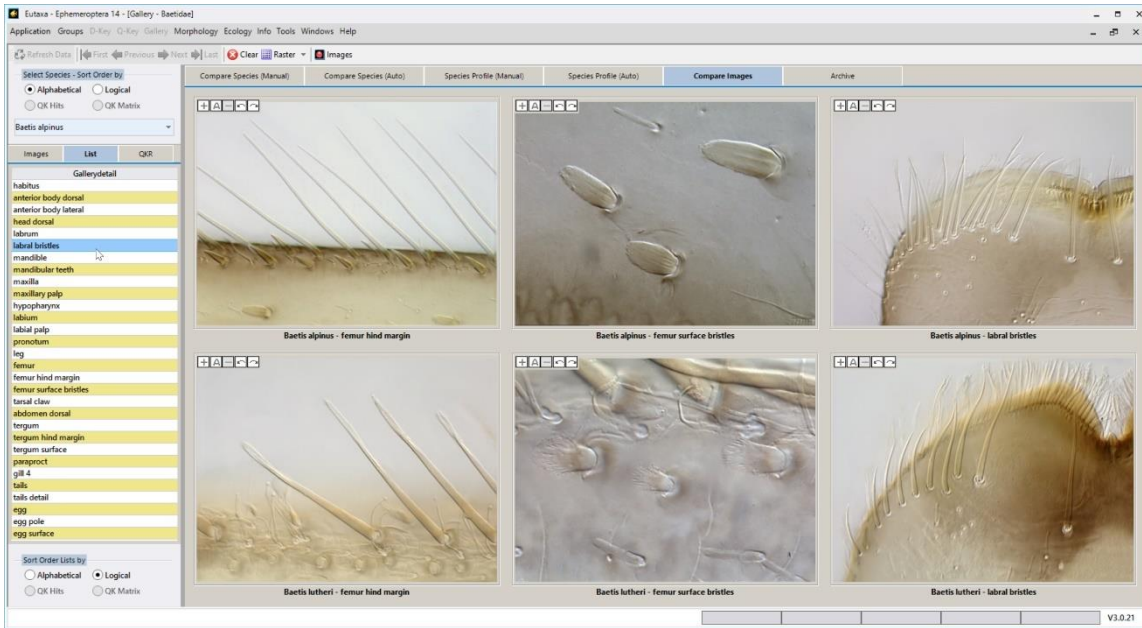 Eutaxa - Ephemeroptera 14 - [Gallery - Baetidae]
Application Groups D-Key Q-Key Gallery Morphology Ecology Info Tools Windows Help
Refresh Data First Previous Next Last Clear Raster Images
Select Species - Sort Order by
Alphabetical Logical
QK Hits QK Matrix
Baetis alpinus
Images List QKR
Gallerydetail
habitus
anterior body dorsal
anterior body lateral
head dorsal
labrum
labral bristles
mandible
mandibular teeth
maxilla
maxillary palp
hypopharynx
labium
labial palp
pronotum
leg
femur
femur hind margin
femur surface bristles
tarsal claw
abdomen dorsal
tergum
tergum hind margin
tergum surface
paraproct
gill 4
tails
tails detail
egg
egg pole
egg surface
Sort Order Lists by
Alphabetical Logical
QK Hits QK Matrix
Compare Species (Manual) Compare Species (Auto) Species Profile (Manual) Species Profile (Auto) Compare Images Archive
Baetis alpinus - femur hind margin
Baetis alpinus - femur surface bristles
Baetis alpinus - labral bristles
Baetis lutheri - femur hind margin
Baetis lutheri - femur surface bristles
Baetis lutheri - labral bristles
V3.0.21